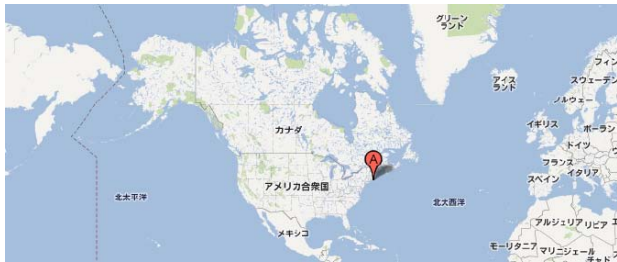 グリーン
ランド
アイス
ランド
フィン
スウェーデン
ノルウェー
カナダ
イギリス
ポーラン
ドイツ
フランス
A
アメリカ合衆国
スペイン
イタリア
北太平洋
北大西洋
メキシコ
アルジェリア
リビア
モーリタニア
マリ
ニジェール
チャド